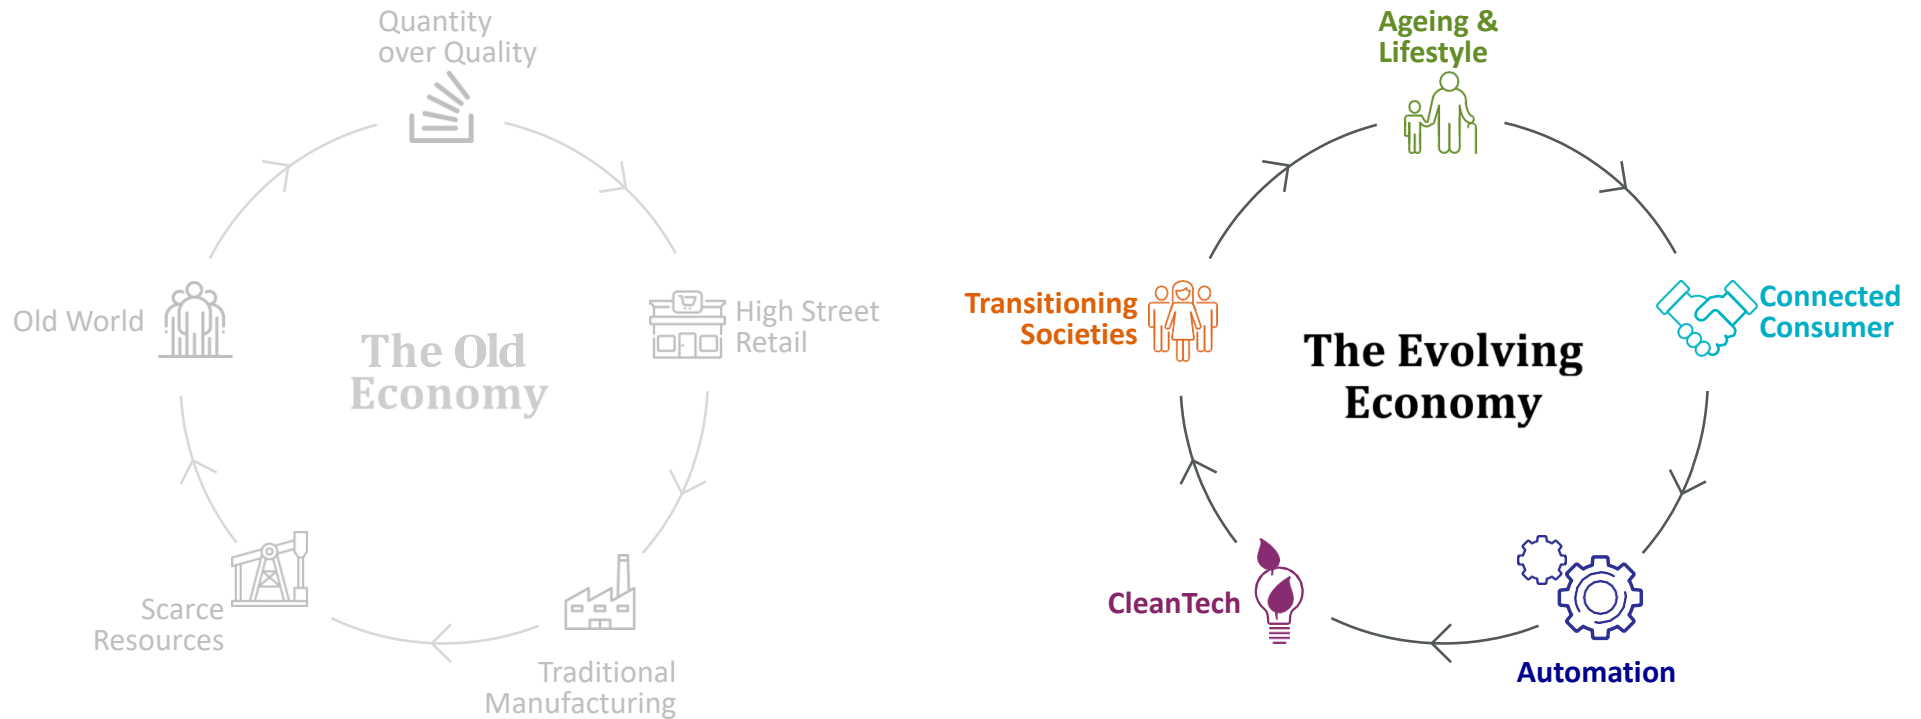 Quantity
over Quality
Old World
High Street
Retail
The Old
Economy
Scarce
Resources
Traditional
Manufacturing
Ageing &
Lifestyle
Transitioning
Societies
Connected
Consumer
The Evolving
Economy
CleanTech
Automation